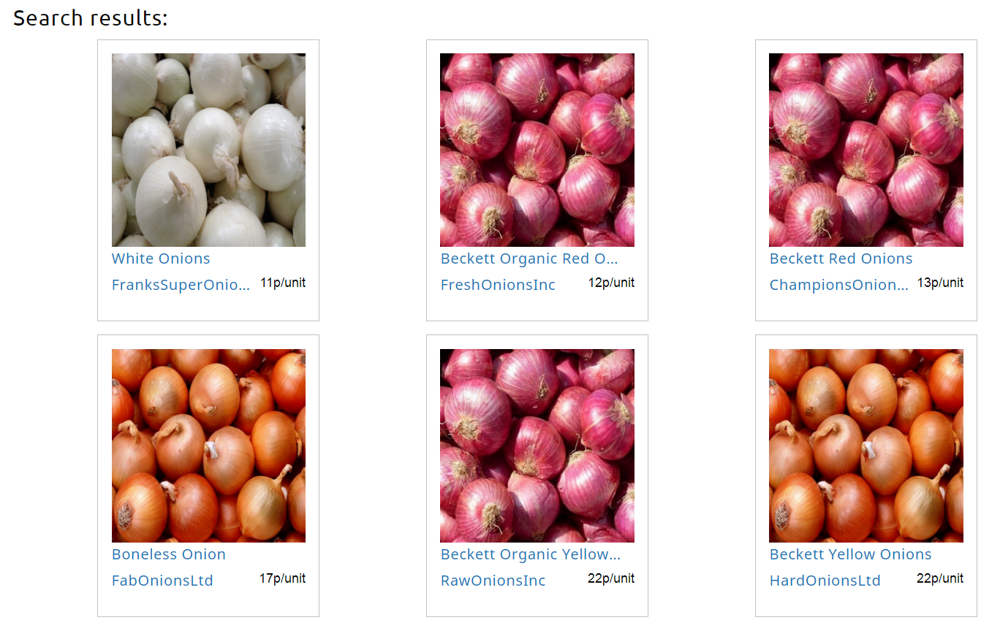 Search results:
White Onions
FranksSuperOnio... 11p/unit
Beckett Organic Red O...
FreshOnionsInc 12p/unit
Beckett Red Onions
ChampionsOnion... 13p/unit
Boneless Onion
FabOnionsLtd 17p/unit
Beckett Organic Yellow...
RawOnionsInc 22p/unit
Beckett Yellow Onions
HardOnionsLtd 22p/unit